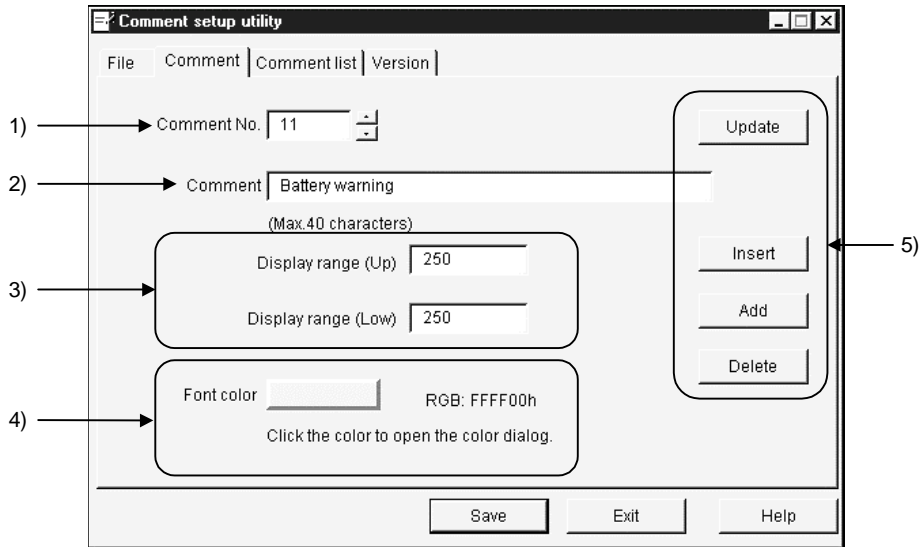 Comment setup utility
File Comment Comment list Version
1) Comment No. 11 Update
2) Comment Battery warning
(Max.40 characters)
5)
Display range (Up) 250 Insert
3)
Display range (Low) 250 Add
Delete
Font color RGB: FFFF00h
4)
Click the color to open the color dialog.
Save Exit Help